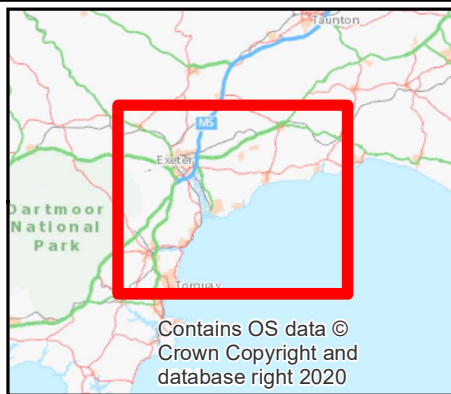 Taunton
M5
Exeter
Dartmoor
National
Park
Torquay
Contains OS data ©
Crown Copyright and
database right 2020